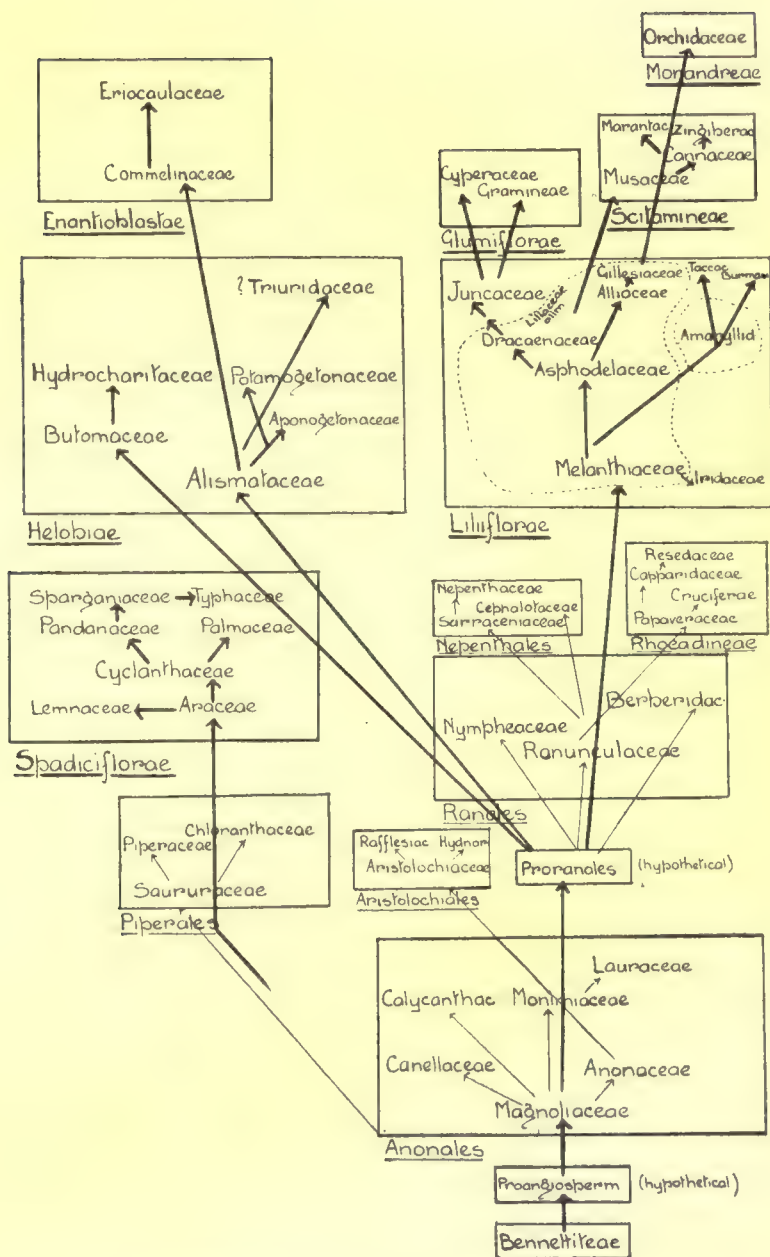 Orchidaceae
Monandreae
Eriocaulaceae
Commelinaceae
Enantioblastae
Marantac. Zingiberac.
Cannaceae
Musaceae
Scitamineae
Cyperaceae
Gramineae
Glumiflorae
? Triuridaceae
Hydrocharitaceae
Potamogetonaceae
Aponogetonaceae
Butomaceae
Alismataceae
Helobiae
Gillesiaceae
Taccac.
Burmann.
Juncaceae
Liliaceae olim
Alliaceae
Dracaenaceae
Amaryllid
Asphodelaceae
Melanthiaceae
Iridaceae
Liliiflorae
Sparganiaceae Typhaceae
Pandanaceae Palmaceae
Cyclanthaceae
Lemnaceae Araceae
Spadiciflorae
Nepenthaceae
Cephalotaceae
Sarraceniaceae
Nepenthales
Resedaceae
Capparidaceae
Cruciferae
Papaveraceae
Rhoeadineae
Berberidac.
Nympheaceae
Ranunculaceae
Ranales
Chloranthaceae
Piperaceae
Saururaceae
Piperales
Rafflesiac Hydnor
Aristolochiaceae
Aristolochiales
Proranales (hypothetical)
Lauraceae
Calycanthac Monimiaceae
Canellaceae Anonaceae
Magnoliaceae
Anonales
Proangiosperm (hypothetical)
Bennettiteae